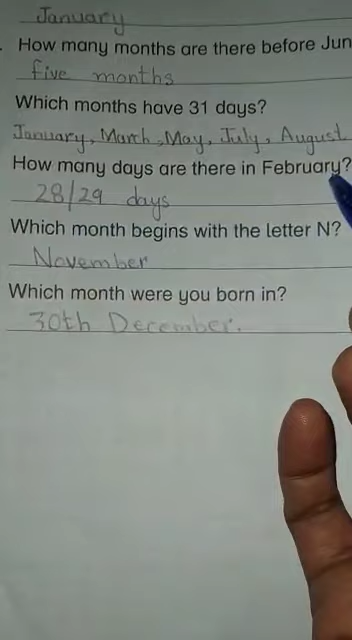 January
How many months are there before Jun
five months
Which months have 31 days?
January, March, May, July, August
How many days are there in February?
28/29 days
Which month begins with the letter N?
November
Which month were you born in?
30th December.